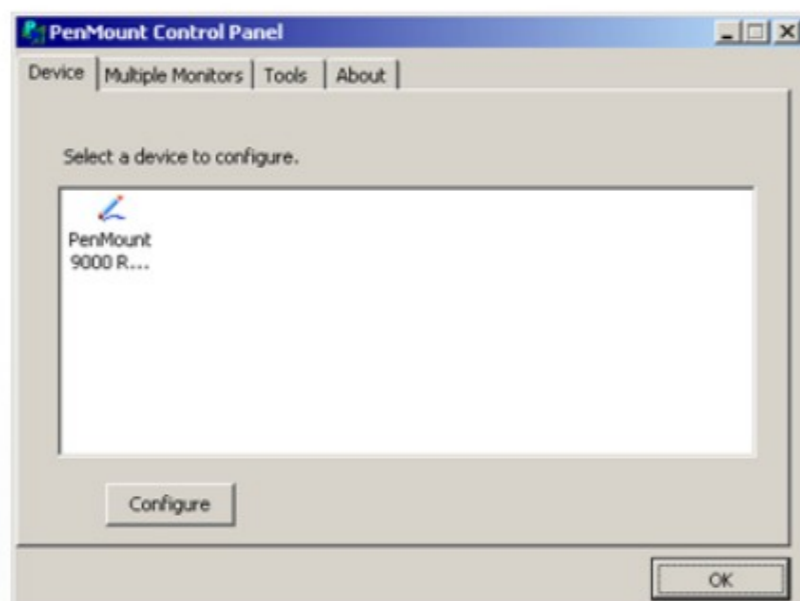 PenMount Control Panel
Device Multiple Monitors Tools About
Select a device to configure.
PenMount
9000 R...
Configure
OK